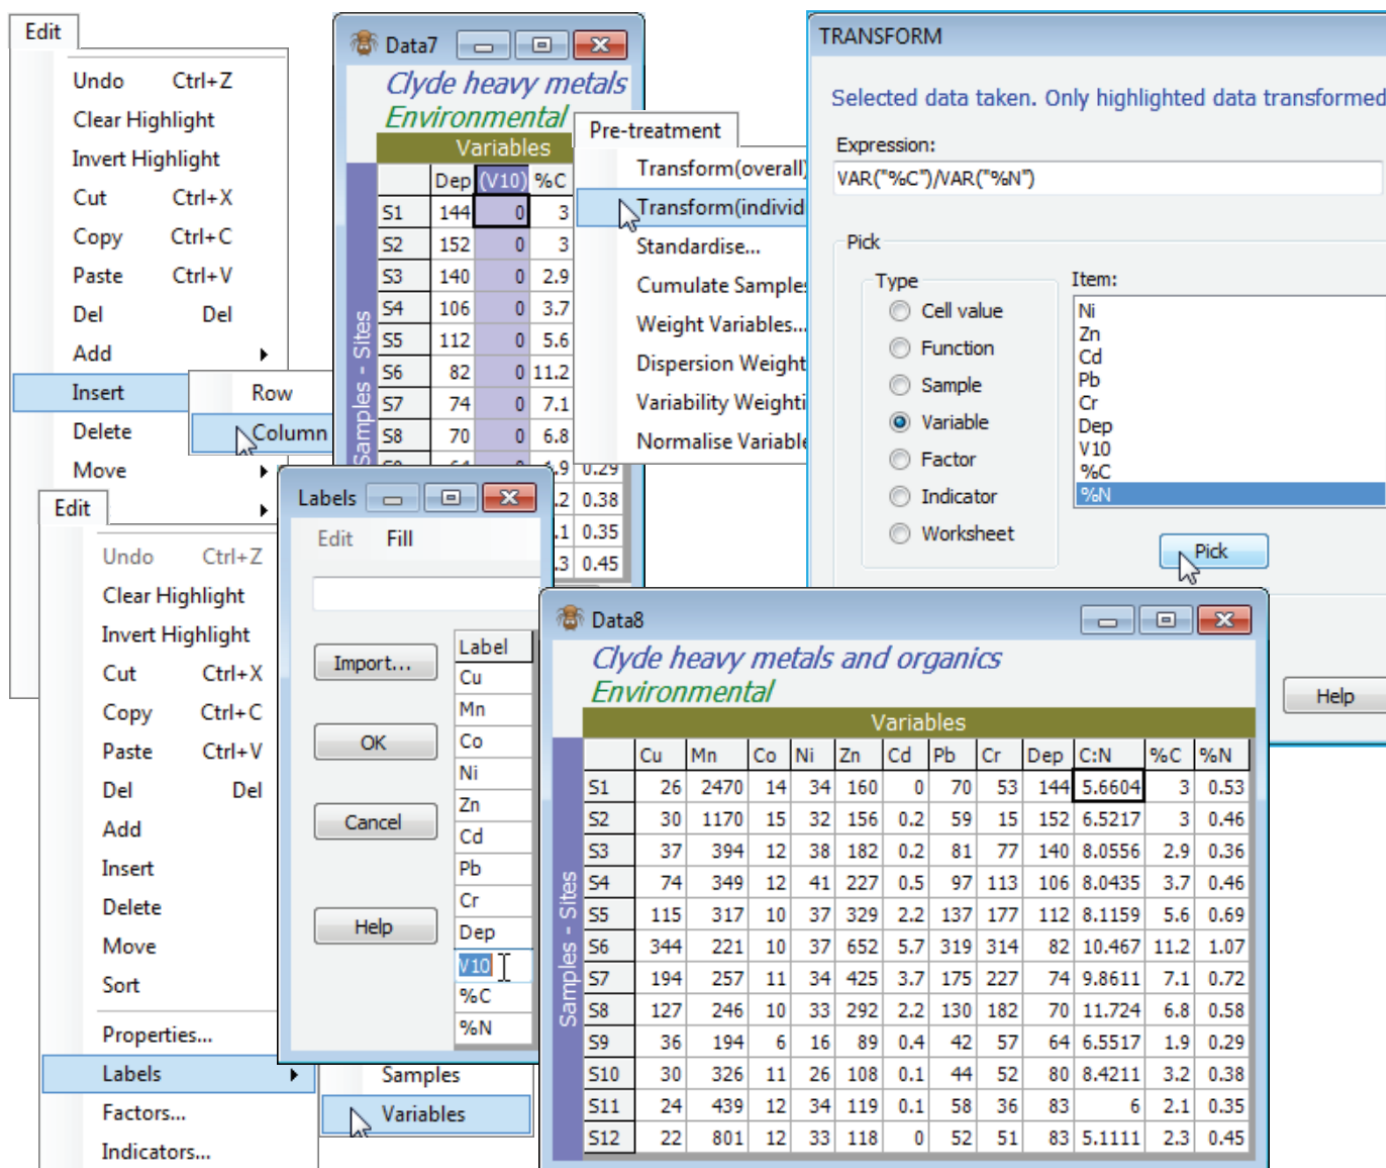 Edit
Undo Ctrl+Z
Clear Highlight
Invert Highlight
Cut Ctrl+X
Copy Ctrl+C
Paste Ctrl+V
Del Del
Add
Insert
Delete
Move
Row
Column
Data7
Clyde heavy metals
Environmental
Variables
Samples - Sites
Dep (V10) %C
S1 144 0 3
S2 152 0 3
S3 140 0 2.9
S4 106 0 3.7
S5 112 0 5.6
S6 82 0 11.2
S7 74 0 7.1
S8 70 0 6.8
.9 0.29
.2 0.38
.1 0.35
.3 0.45
Pre-treatment
Transform(overall)
Transform(individ
Standardise...
Cumulate Samples
Weight Variables...
Dispersion Weight
Variability Weighti
Normalise Variable
TRANSFORM
Selected data taken. Only highlighted data transformed
Expression:
VAR("%C")/VAR("%N")
Pick
Type
Cell value
Function
Sample
Variable
Factor
Indicator
Worksheet
Item:
Ni
Zn
Cd
Pb
Cr
Dep
V10
%C
%N
Pick
Help
Edit
Undo Ctrl+Z
Clear Highlight
Invert Highlight
Cut Ctrl+X
Copy Ctrl+C
Paste Ctrl+V
Del Del
Add
Insert
Delete
Move
Sort
Properties...
Labels
Factors...
Indicators...
Samples
Variables
Labels
Edit Fill
Import...
OK
Cancel
Help
Label
Cu
Mn
Co
Ni
Zn
Cd
Pb
Cr
Dep
V10
%C
%N
Data8
Clyde heavy metals and organics
Environmental
Variables
Samples - Sites
Cu Mn Co Ni Zn Cd Pb Cr Dep C:N %C %N
S1 26 2470 14 34 160 0 70 53 144 5.6604 3 0.53
S2 30 1170 15 32 156 0.2 59 15 152 6.5217 3 0.46
S3 37 394 12 38 182 0.2 81 77 140 8.0556 2.9 0.36
S4 74 349 12 41 227 0.5 97 113 106 8.0435 3.7 0.46
S5 115 317 10 37 329 2.2 137 177 112 8.1159 5.6 0.69
S6 344 221 10 37 652 5.7 319 314 82 10.467 11.2 1.07
S7 194 257 11 34 425 3.7 175 227 74 9.8611 7.1 0.72
S8 127 246 10 33 292 2.2 130 182 70 11.724 6.8 0.58
S9 36 194 6 16 89 0.4 42 57 64 6.5517 1.9 0.29
S10 30 326 11 26 108 0.1 44 52 80 8.4211 3.2 0.38
S11 24 439 12 34 119 0.1 58 36 83 6 2.1 0.35
S12 22 801 12 33 118 0 52 51 83 5.1111 2.3 0.45